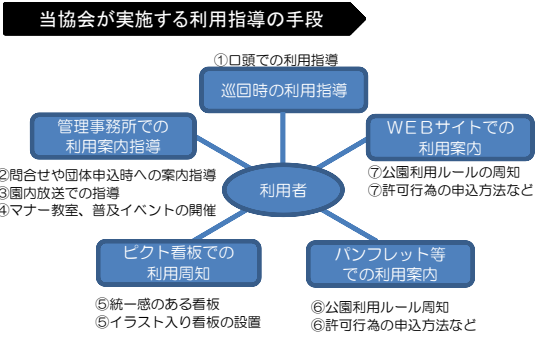 当協会が実施する利用指導の手段
①口頭での利用指導
巡回時の利用指導
管理事務所での
利用案内指導
②問合せや団体申込時への案内指導
③園内放送での指導
④マナー教室、普及イベントの開催
WEBサイトでの
利用案内
⑦公園利用ルールの周知
⑦許可行為の申込方法など
利用者
ピクト看板での
利用周知
⑤統一感のある看板
⑤イラスト入り看板の設置
パンフレット等
での利用案内
⑥公園利用ルール周知
⑥許可行為の申込方法など